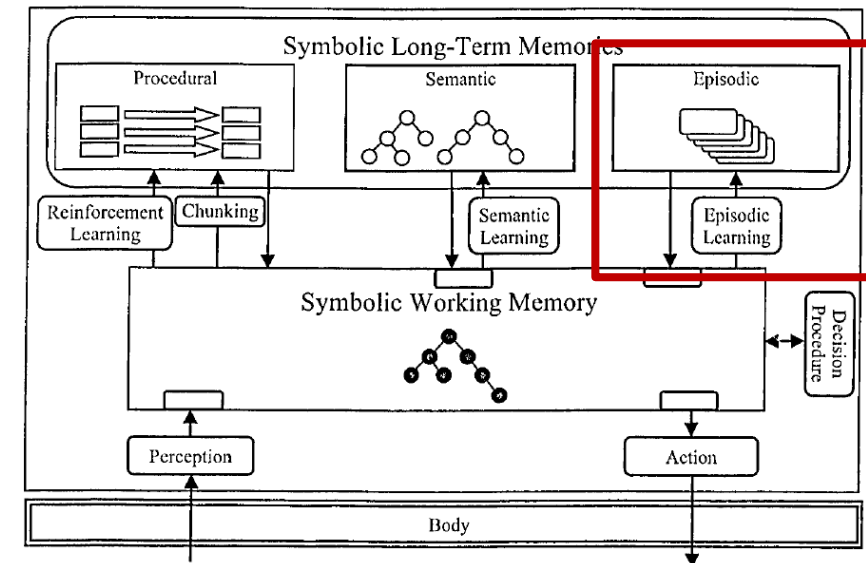 Symbolic Long-Term Memories
Procedural
Semantic
Episodic
Reinforcement
Learning
Chunking
Semantic
Learning
Episodic
Learning
Symbolic Working Memory
Decision
Procedure
Perception
Action
Body